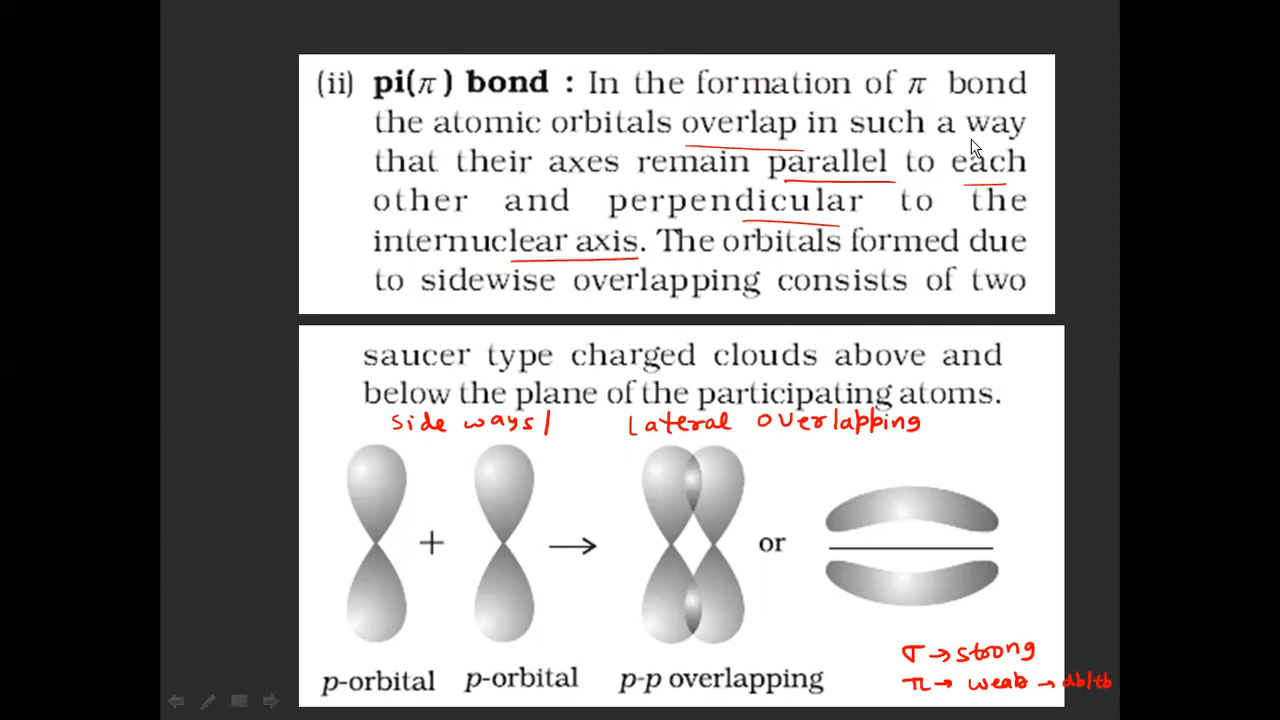 (ii) pi(π) bond : In the formation of π bond
the atomic orbitals overlap in such a way
that their axes remain parallel to each
other and perpendicular to the
internuclear axis. The orbitals formed due
to sidewise overlapping consists of two
saucer type charged clouds above and
below the plane of the participating atoms.
side ways / Lateral overlapping
+
or
p-orbital p-orbital p-p overlapping
σ → strong
π → weak → db/tb